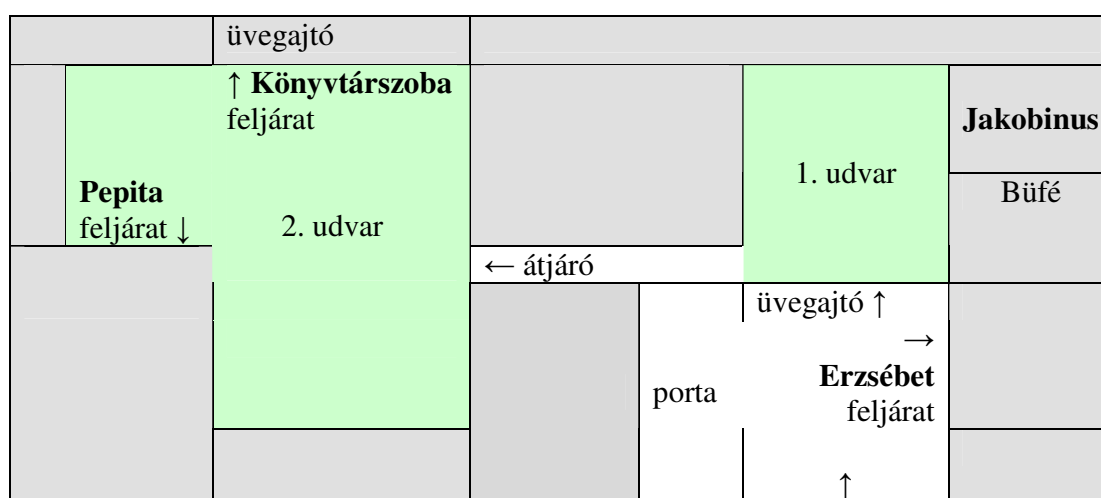 üvegajtó
↑ Könyvtárszoba
feljárat
Jakobinus
1. udvar
Pepita
feljárat ↓
2. udvar
Büfé
← átjáró
üvegajtó ↑
→
Erzsébet
feljárat
porta
↑